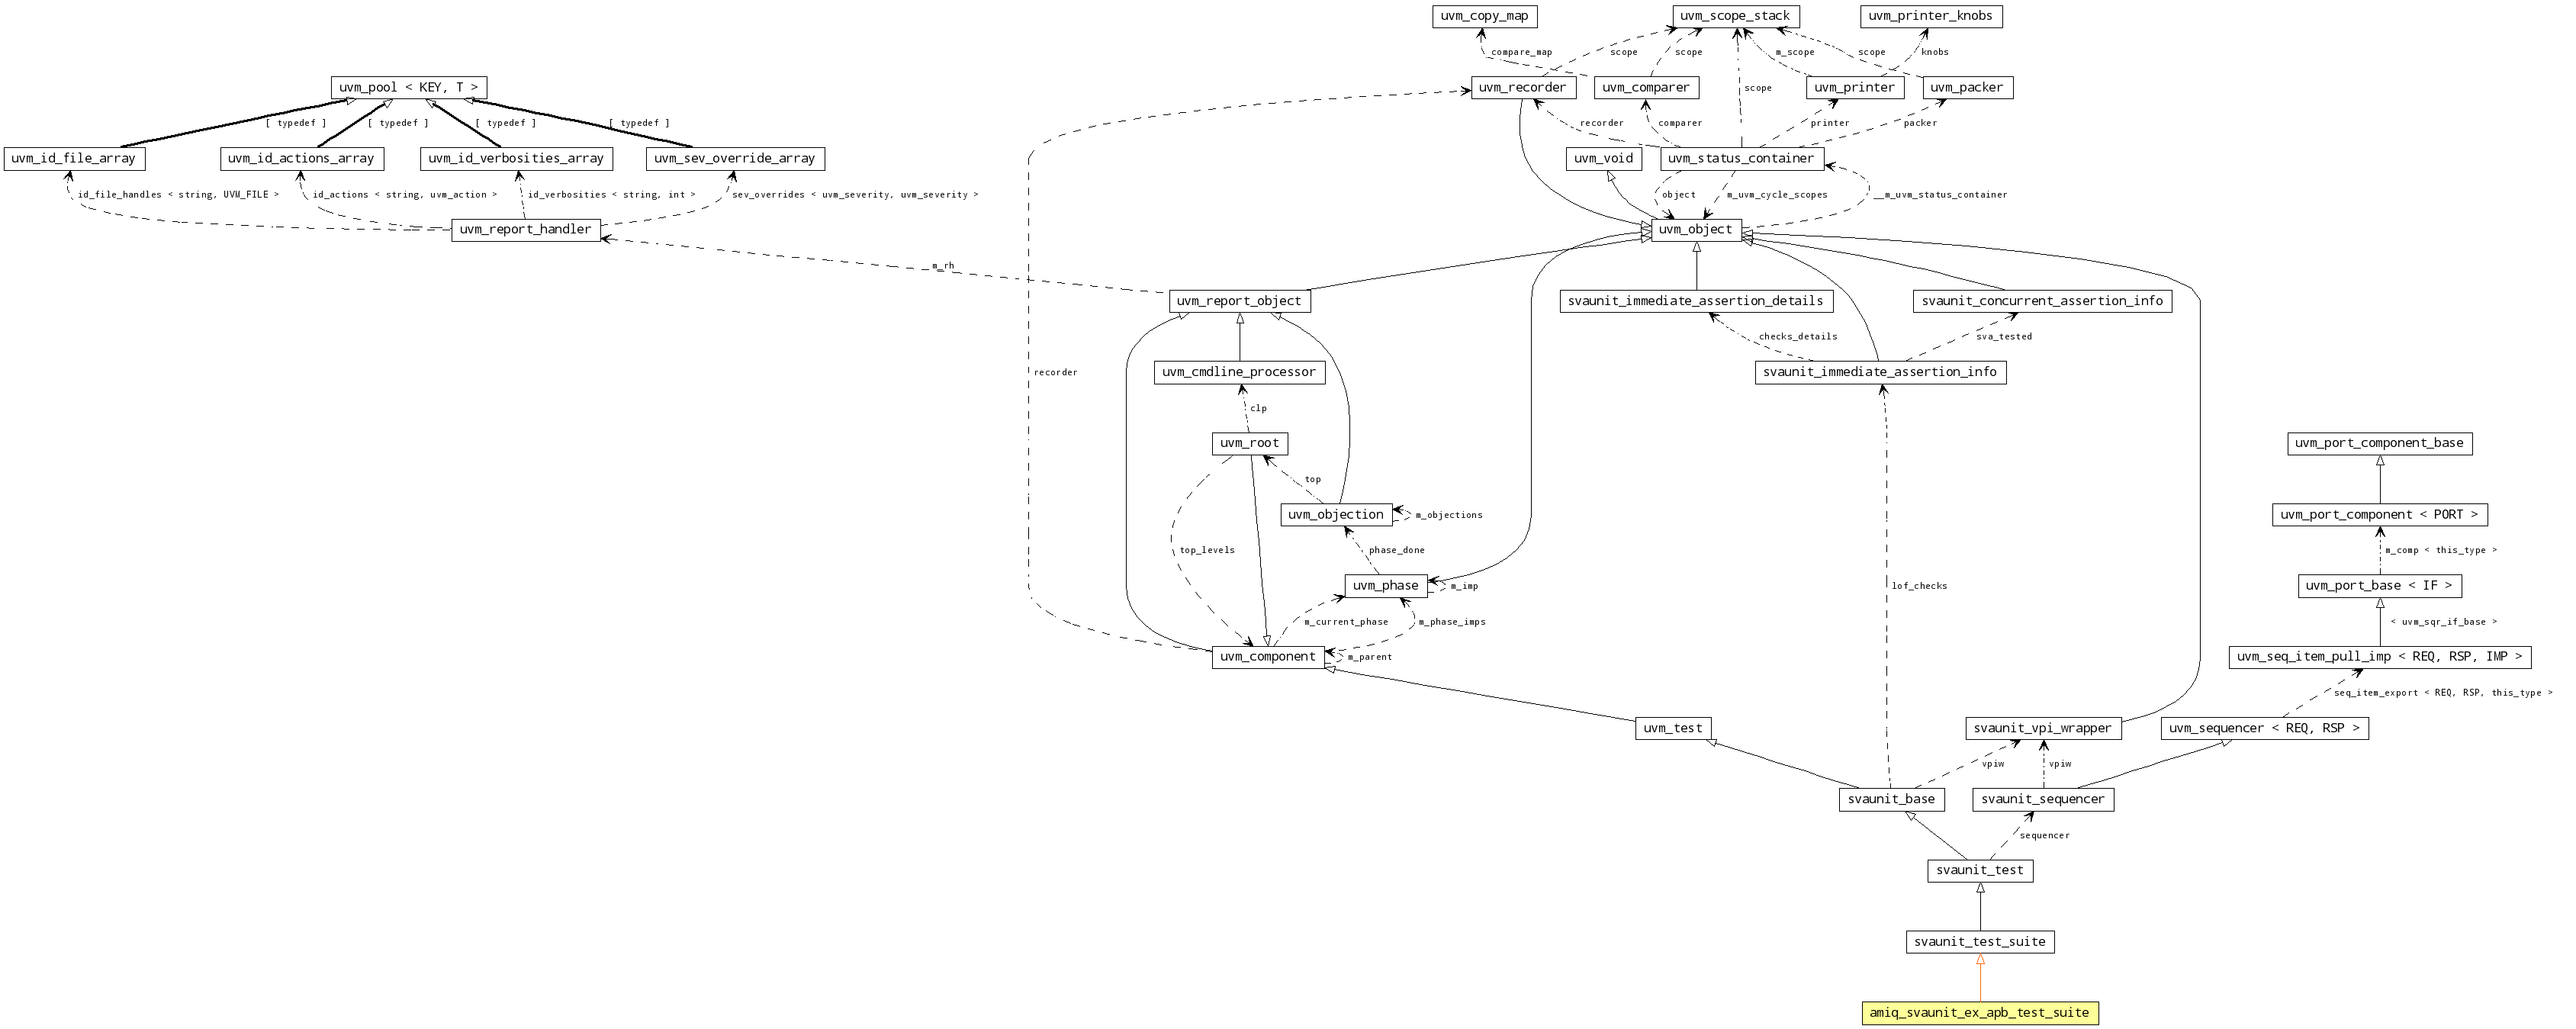 uvm_copy_map
uvm_scope_stack
uvm_printer_knobs
compare_map
scope
scope
m_scope
scope
knobs
uvm_pool < KEY, T >
uvm_recorder
uvm_comparer
scope
uvm_printer
uvm_packer
[ typedef ]
[ typedef ]
[ typedef ]
[ typedef ]
recorder
comparer
printer
packer
uvm_id_file_array
uvm_id_actions_array
uvm_id_verbosities_array
uvm_sev_override_array
uvm_void
uvm_status_container
id_file_handles < string, UVM_FILE >
id_actions < string, uvm_action >
id_verbosities < string, int >
sev_overrides < uvm_severity, uvm_severity >
object
m_uvm_cycle_scopes
__m_uvm_status_container
uvm_report_handler
uvm_object
m_rh
uvm_report_object
svaunit_immediate_assertion_details
svaunit_concurrent_assertion_info
checks_details
sva_tested
recorder
uvm_cmdline_processor
svaunit_immediate_assertion_info
clp
uvm_root
uvm_port_component_base
top
uvm_objection
m_objections
uvm_port_component < PORT >
top_levels
phase_done
m_comp < this_type >
uvm_phase
m_imp
lof_checks
uvm_port_base < IF >
m_current_phase
m_phase_imps
< uvm_sqr_if_base >
uvm_component
m_parent
uvm_seq_item_pull_imp < REQ, RSP, IMP >
seq_item_export < REQ, RSP, this_type >
uvm_test
svaunit_vpi_wrapper
uvm_sequencer < REQ, RSP >
vpiw
vpiw
svaunit_base
svaunit_sequencer
sequencer
svaunit_test
svaunit_test_suite
amiq_svaunit_ex_apb_test_suite